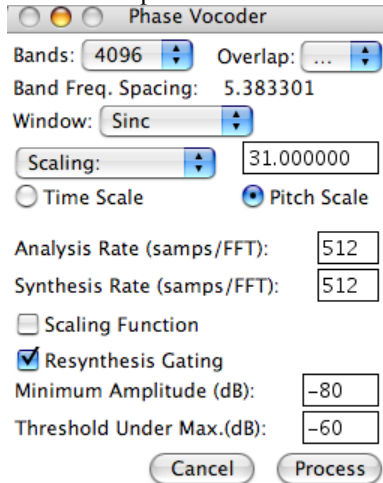 Phase Vocoder
Bands: 4096 Overlap: ...
Band Freq. Spacing: 5.383301
Window: Sinc
Scaling: 31.000000
Time Scale Pitch Scale
Analysis Rate (samps/FFT): 512
Synthesis Rate (samps/FFT): 512
Scaling Function
Resynthesis Gating
Minimum Amplitude (dB): -80
Threshold Under Max.(dB): -60
Cancel Process